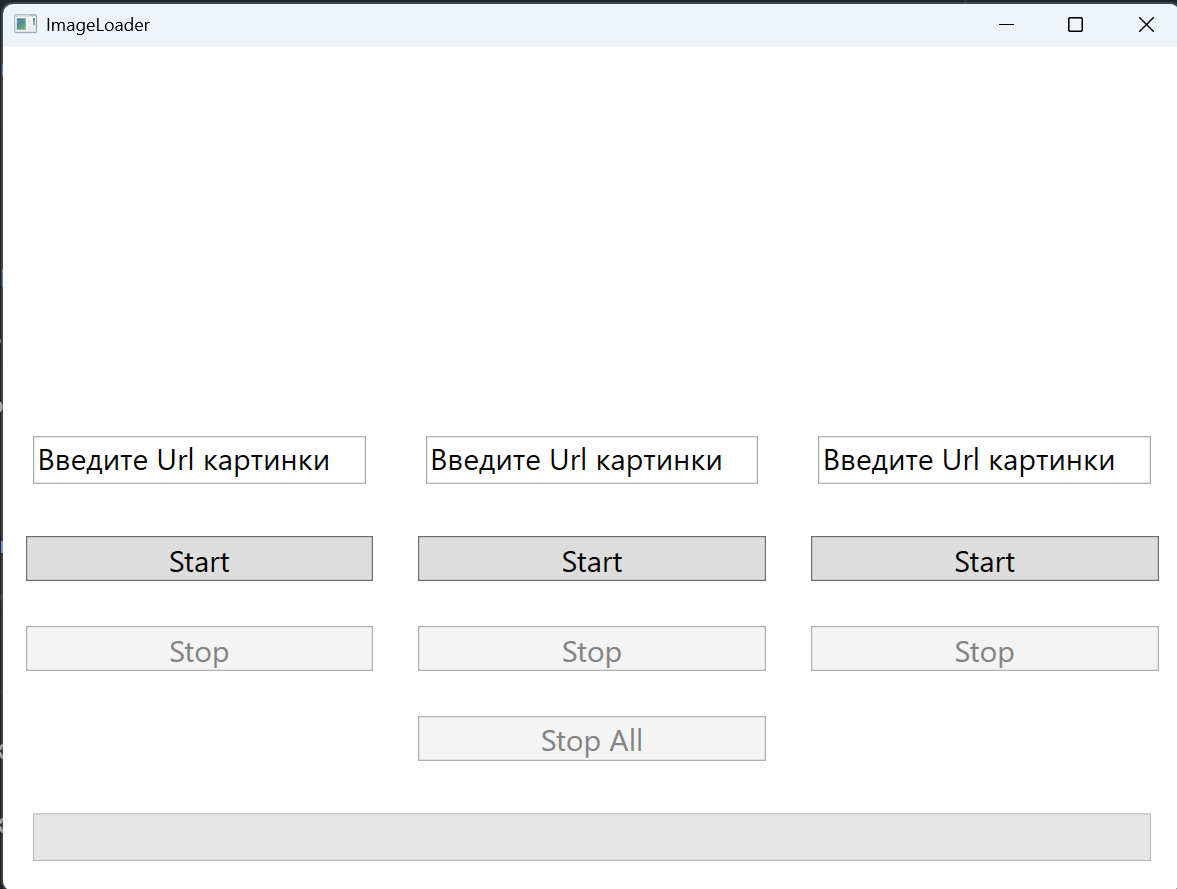 ImageLoader
Введите Url картинки
Введите Url картинки
Введите Url картинки
Start
Start
Start
Stop
Stop
Stop
Stop All